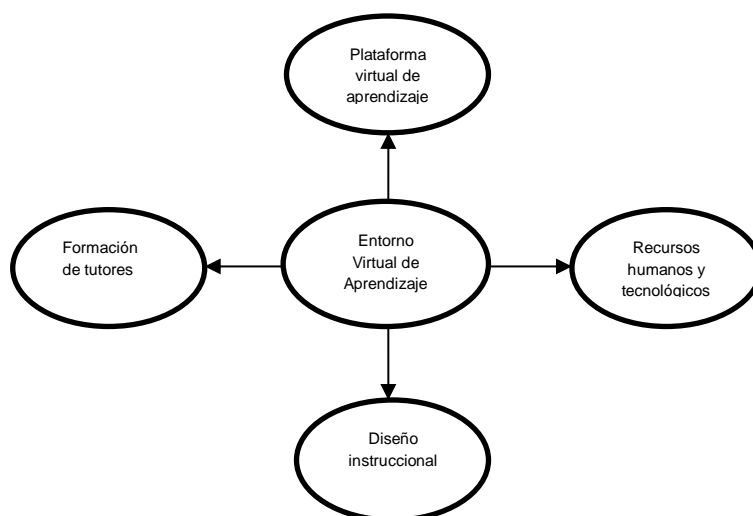 Plataforma
virtual de
aprendizaje
Formación
de tutores
Entorno
Virtual de
Aprendizaje
Recursos
humanos y
tecnológicos
Diseño
instruccional